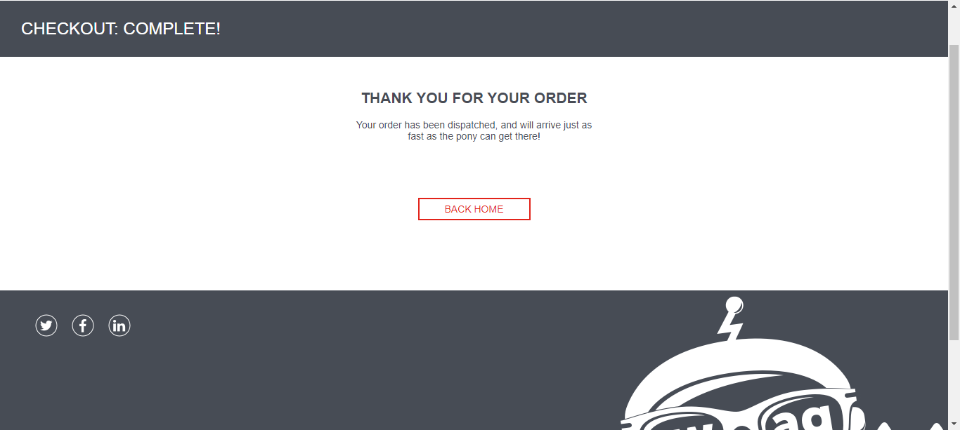 CHECKOUT: COMPLETE!
THANK YOU FOR YOUR ORDER
Your order has been dispatched, and will arrive just as
fast as the pony can get there!
BACK HOME